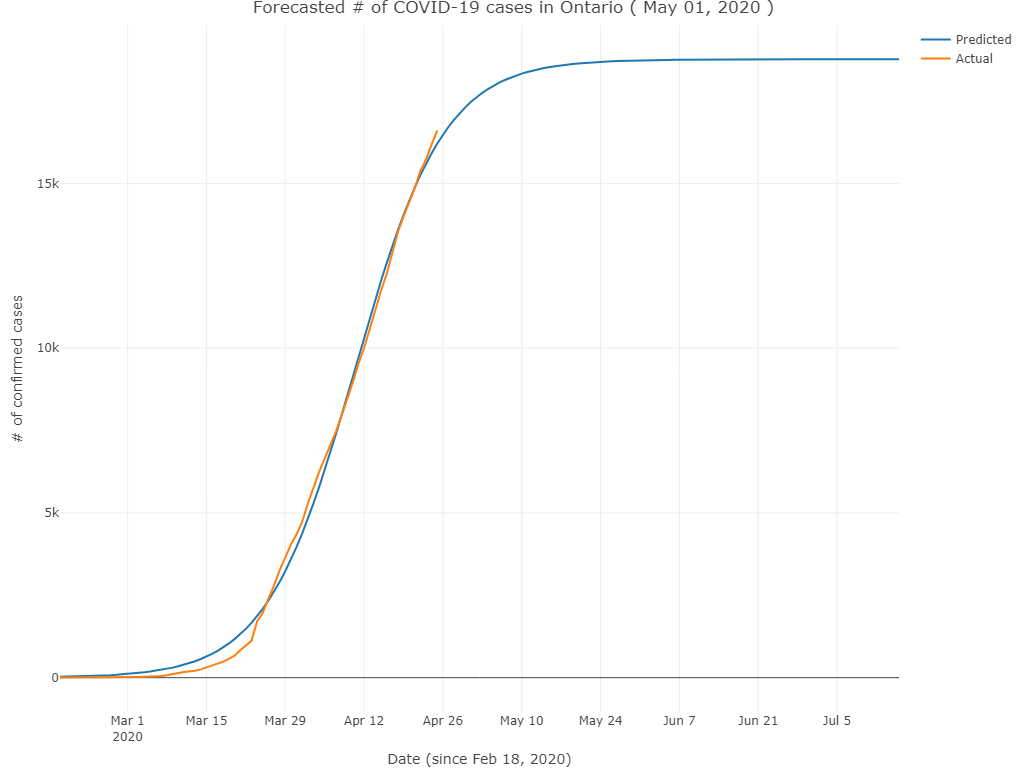 Forecasted # of COVID-19 cases in Ontario ( May 01, 2020 )
Predicted
Actual
15k
10k
5k
0
# of confirmed cases
Mar 1
2020
Mar 15
Mar 29
Apr 12
Apr 26
May 10
May 24
Jun 7
Jun 21
Jul 5
Date (since Feb 18, 2020)